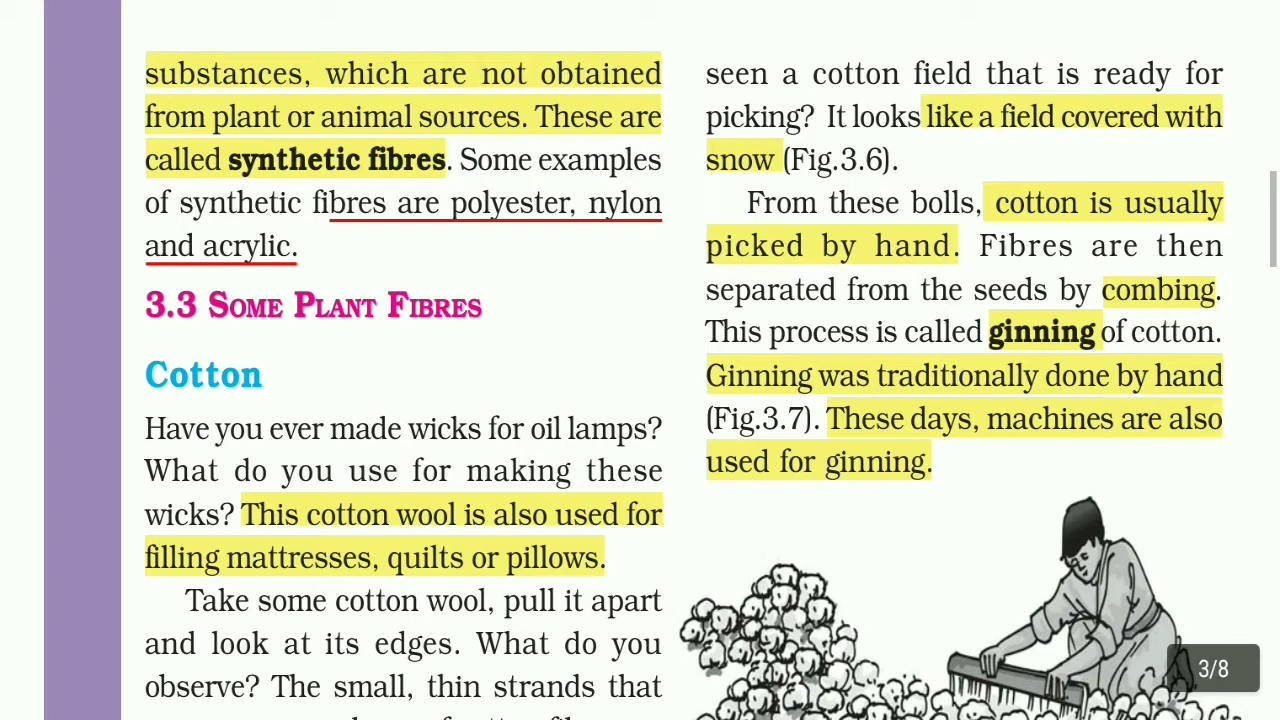 substances, which are not obtained
from plant or animal sources. These are
called synthetic fibres. Some examples
of synthetic fibres are polyester, nylon
and acrylic.
3.3 SOME PLANT FIBRES
Cotton
Have you ever made wicks for oil lamps?
What do you use for making these
wicks? This cotton wool is also used for
filling mattresses, quilts or pillows.
Take some cotton wool, pull it apart
and look at its edges. What do you
observe? The small, thin strands that
seen a cotton field that is ready for
picking? It looks like a field covered with
snow (Fig.3.6).
From these bolls, cotton is usually
picked by hand. Fibres are then
separated from the seeds by combing.
This process is called ginning of cotton.
Ginning was traditionally done by hand
(Fig.3.7). These days, machines are also
used for ginning.
3/8